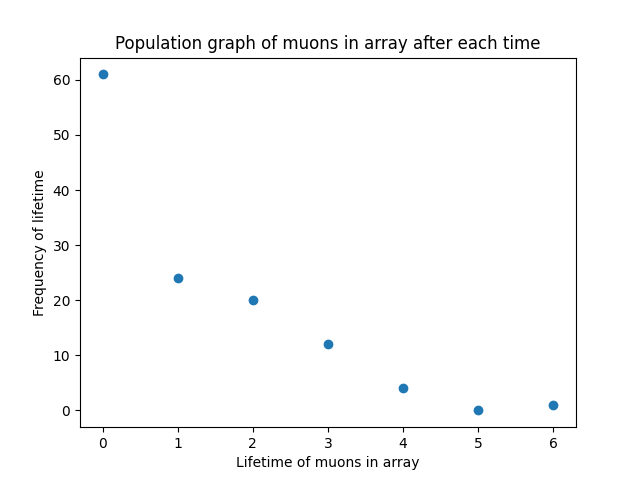 Population graph of muons in array after each time
60
50
40
30
20
10
0
Frequency of lifetime
0 1 2 3 4 5 6
Lifetime of muons in array